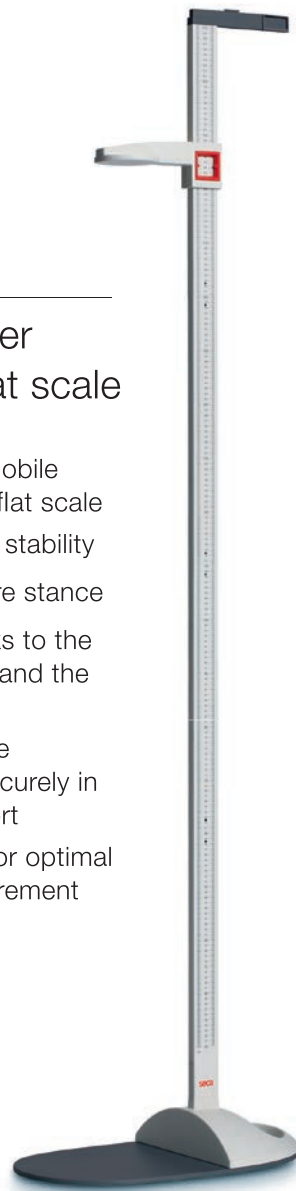 er
at scale
obile
flat scale
stability
re stance
ks to the
and the
e
curely in
rt
or optimal
rement
seca